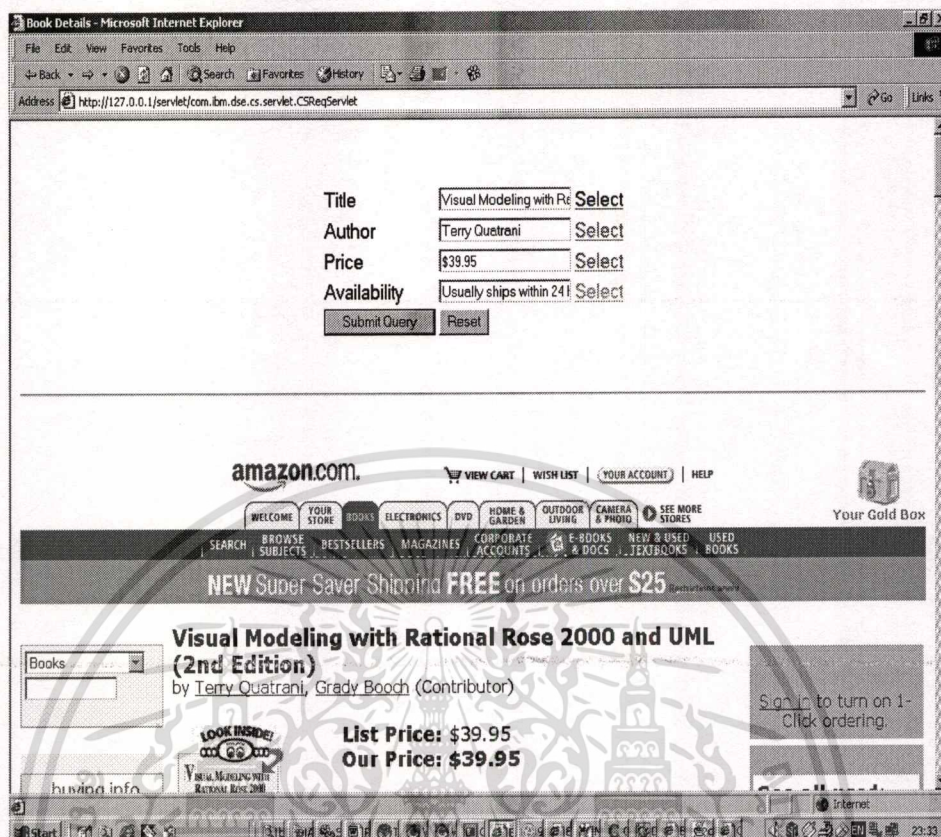 Book Details - Microsoft Internet Explorer
File Edit View Favorites Tools Help
Back Search Favorites History
Address http://127.0.0.1/servlet/com.ibm.dse.cs.servlet.CSReqServlet Go Links
Title Visual Modeling with Ra Select
Author Terry Quatrani Select
Price $39.95 Select
Availability Usually ships within 24 h Select
Submit Query Reset
amazon.com. VIEW CART | WISH LIST | YOUR ACCOUNT | HELP
Your Gold Box
WELCOME YOUR STORE BOOKS ELECTRONICS DVD HOME & GARDEN OUTDOOR LIVING CAMERA & PHOTO SEE MORE STORES
SEARCH BROWSE SUBJECTS BESTSELLERS MAGAZINES CORPORATE ACCOUNTS E-BOOKS & DOCS NEW & USED TEXTBOOKS USED BOOKS
NEW Super Saver Shipping FREE on orders over $25
Visual Modeling with Rational Rose 2000 and UML
(2nd Edition)
by Terry Quatrani, Grady Booch (Contributor)
Books
Sign in to turn on 1-
Click ordering.
LOOK INSIDE!
List Price: $39.95
Our Price: $39.95
VISUAL MODELING WITH
RATIONAL ROSE 2000
buying info
Internet
Start 23:59